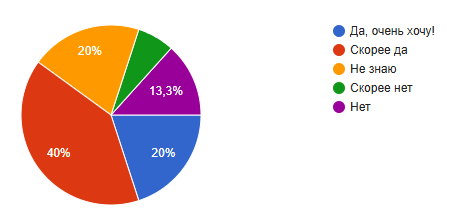 20%
13,3%
40%
20%
Да, очень хочу!
Скорее да
Не знаю
Скорее нет
Нет